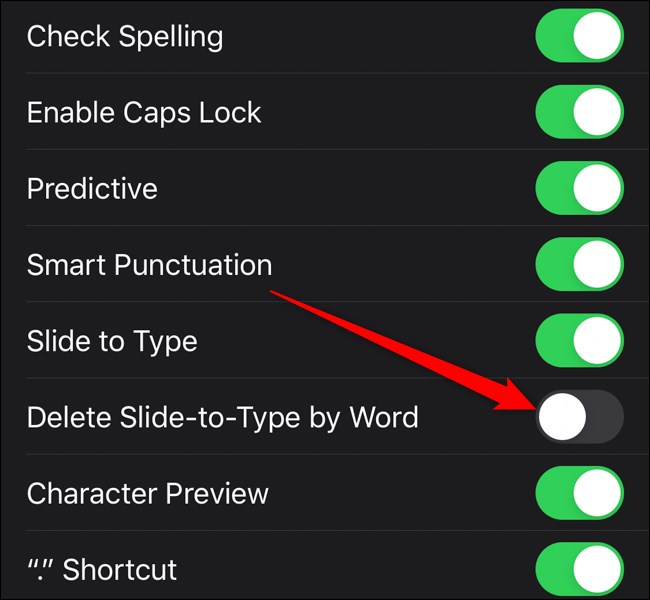 Check Spelling
Enable Caps Lock
Predictive
Smart Punctuation
Slide to Type
Delete Slide-to-Type by Word
Character Preview
“.” Shortcut